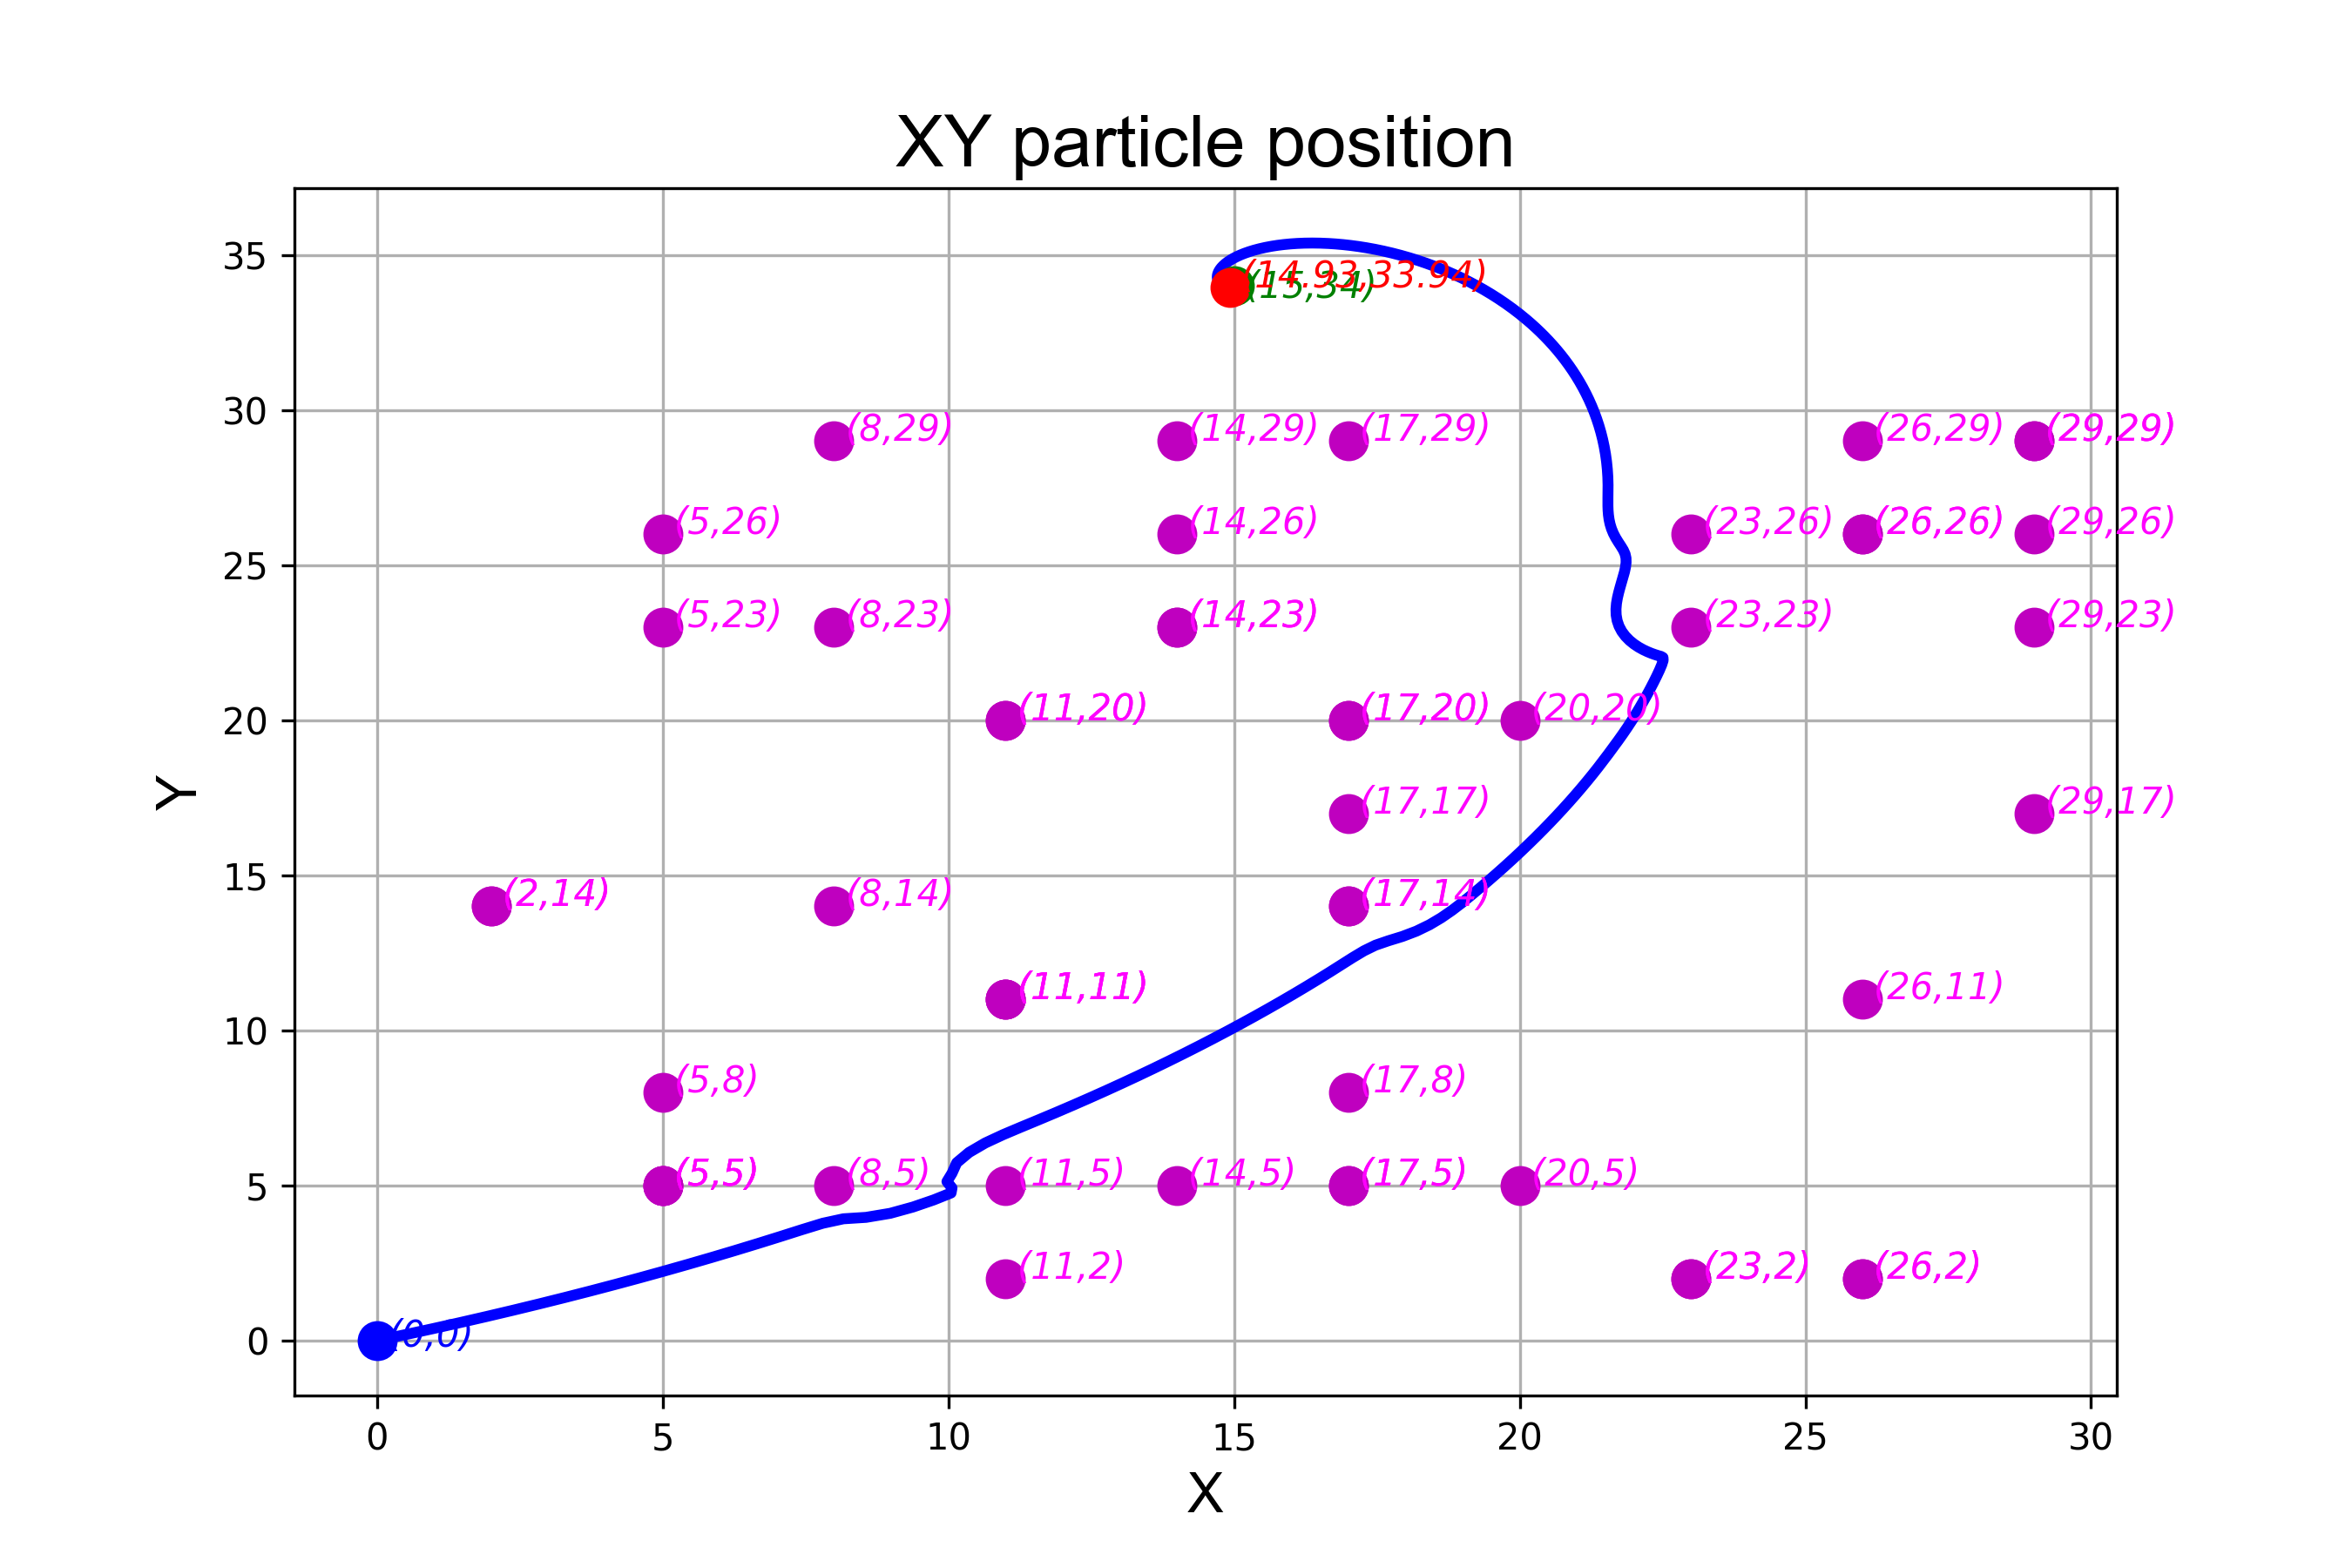 XY particle position
35
(14.93,33.94)
(15,34)
30
(8,29) (14,29) (17,29) (26,29) (29,29)
(5,26) (14,26) (23,26) (26,26) (29,26)
25
(5,23) (8,23) (14,23) (23,23) (29,23)
20
(11,20) (17,20) (20,20)
(17,17) (29,17)
15
(2,14) (8,14) (17,14)
(11,11) (26,11)
10
(5,8) (17,8)
5
(5,5) (8,5) (11,5) (14,5) (17,5) (20,5)
(11,2) (23,2) (26,2)
0
(0,0)
Y
0 5 10 15 20 25 30
X